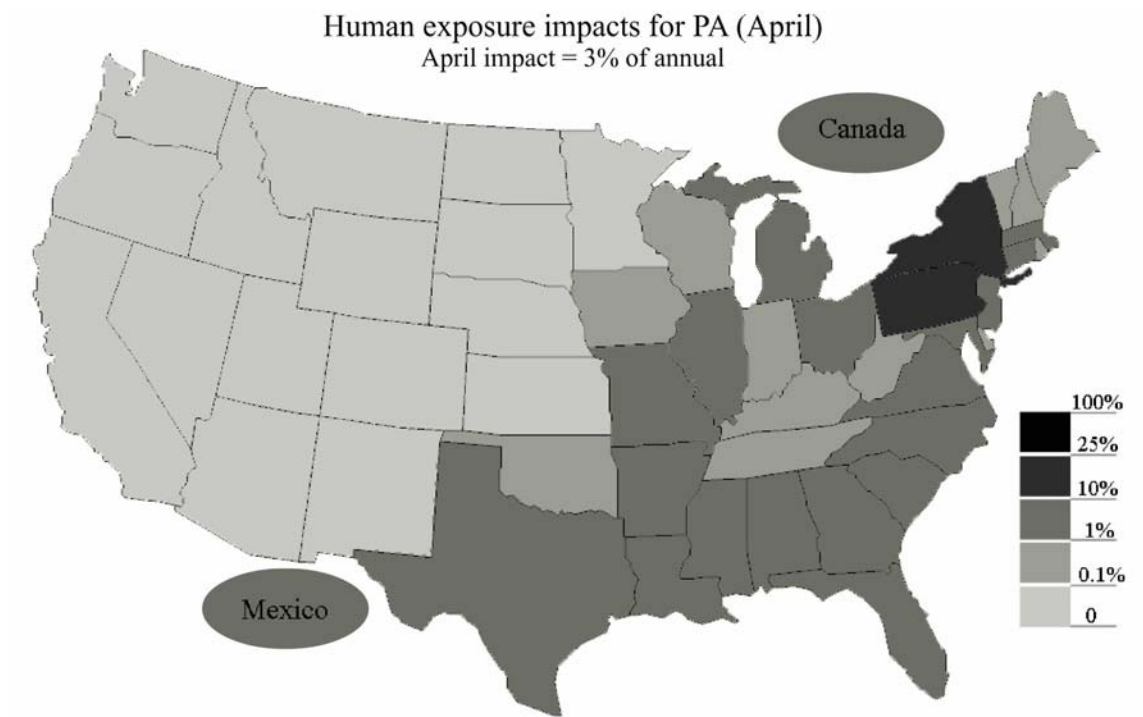 Human exposure impacts for PA (April)
April impact = 3% of annual
Canada
Mexico
100%
25%
10%
1%
0.1%
0